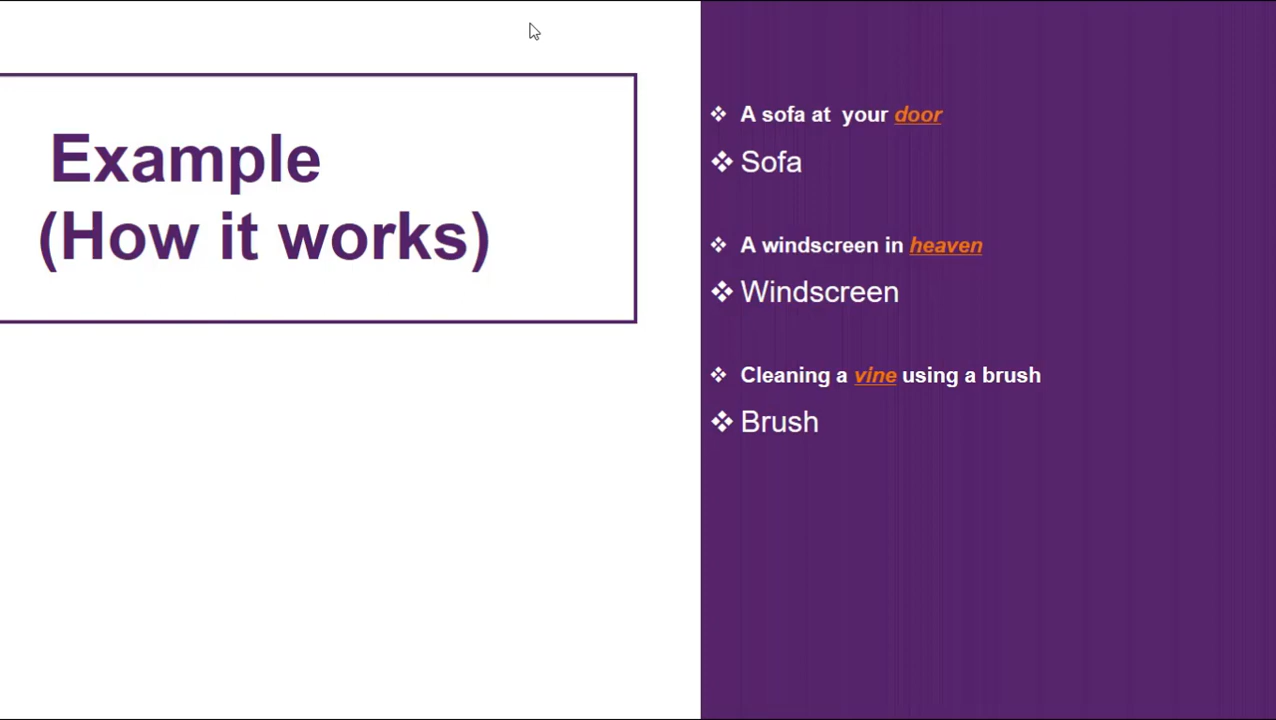 Example
(How it works)
A sofa at your door
Sofa
A windscreen in heaven
Windscreen
Cleaning a vine using a brush
Brush